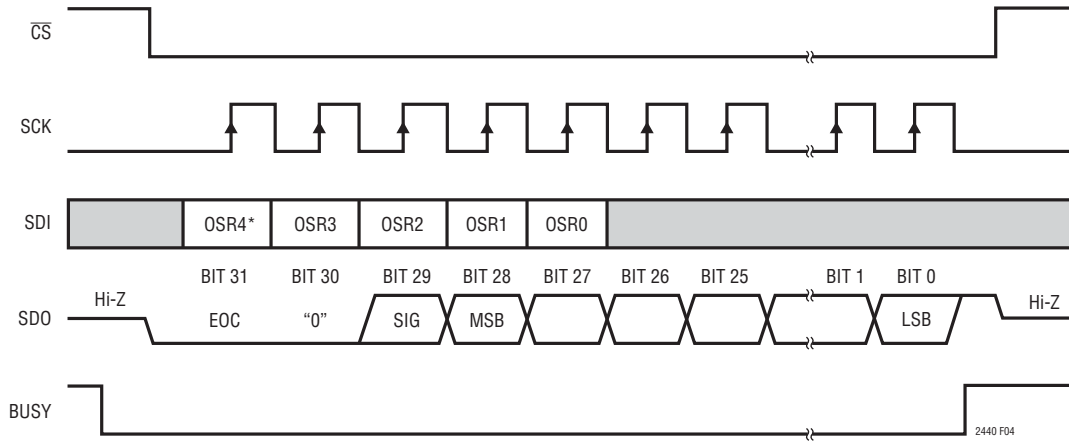 CS
SCK
SDI
OSR4* OSR3 OSR2 OSR1 OSR0
BIT 31 BIT 30 BIT 29 BIT 28 BIT 27 BIT 26 BIT 25 BIT 1 BIT 0
Hi-Z
SDO
EOC “0” SIG MSB LSB
Hi-Z
BUSY
2440 F04